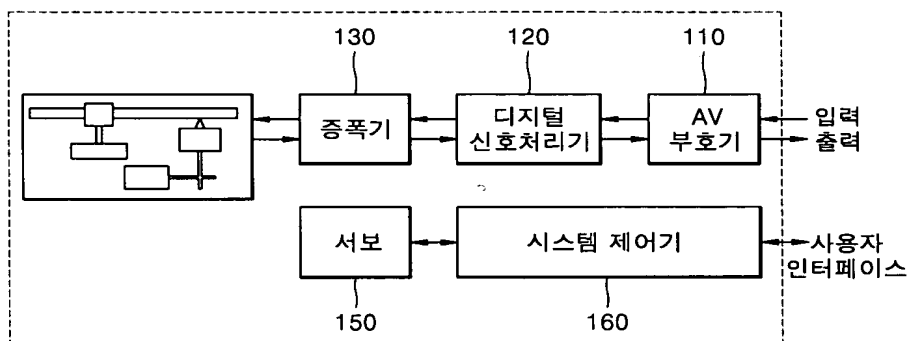 130
120
110
증폭기
디지털
신호처리기
AV
부호기
입력
출력
서보
시스템 제어기
사용자
인터페이스
150
160